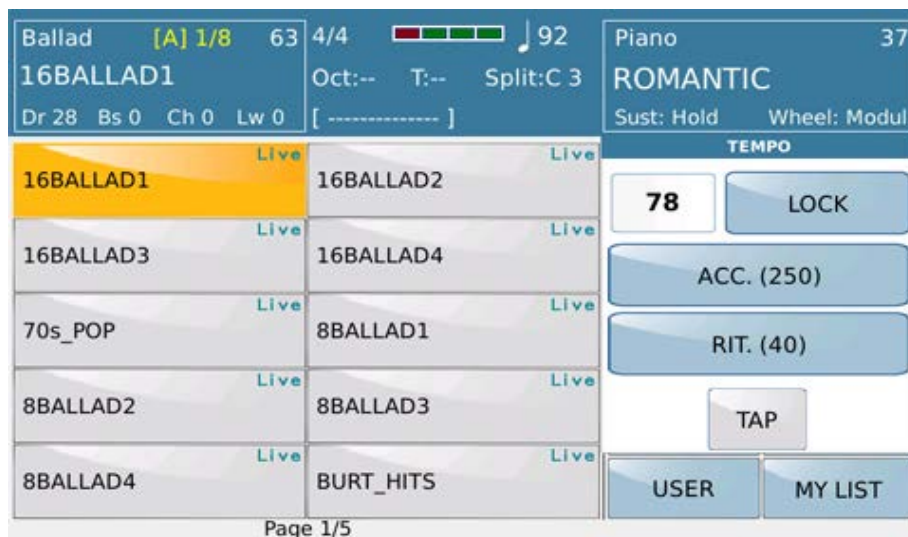 Ballad [A] 1/8 63
16BALLAD1
Dr 28 Bs 0 Ch 0 Lw 0
4/4 92
Oct:-- T:-- Split:C 3
[ -------------- ]
Piano 37
ROMANTIC
Sust: Hold Wheel: Modul
Live
16BALLAD1
Live
16BALLAD2
Live
16BALLAD3
Live
16BALLAD4
Live
70s_POP
Live
8BALLAD1
Live
8BALLAD2
Live
8BALLAD3
Live
8BALLAD4
Live
BURT_HITS
Page 1/5
TEMPO
78 LOCK
ACC. (250)
RIT. (40)
TAP
USER MY LIST